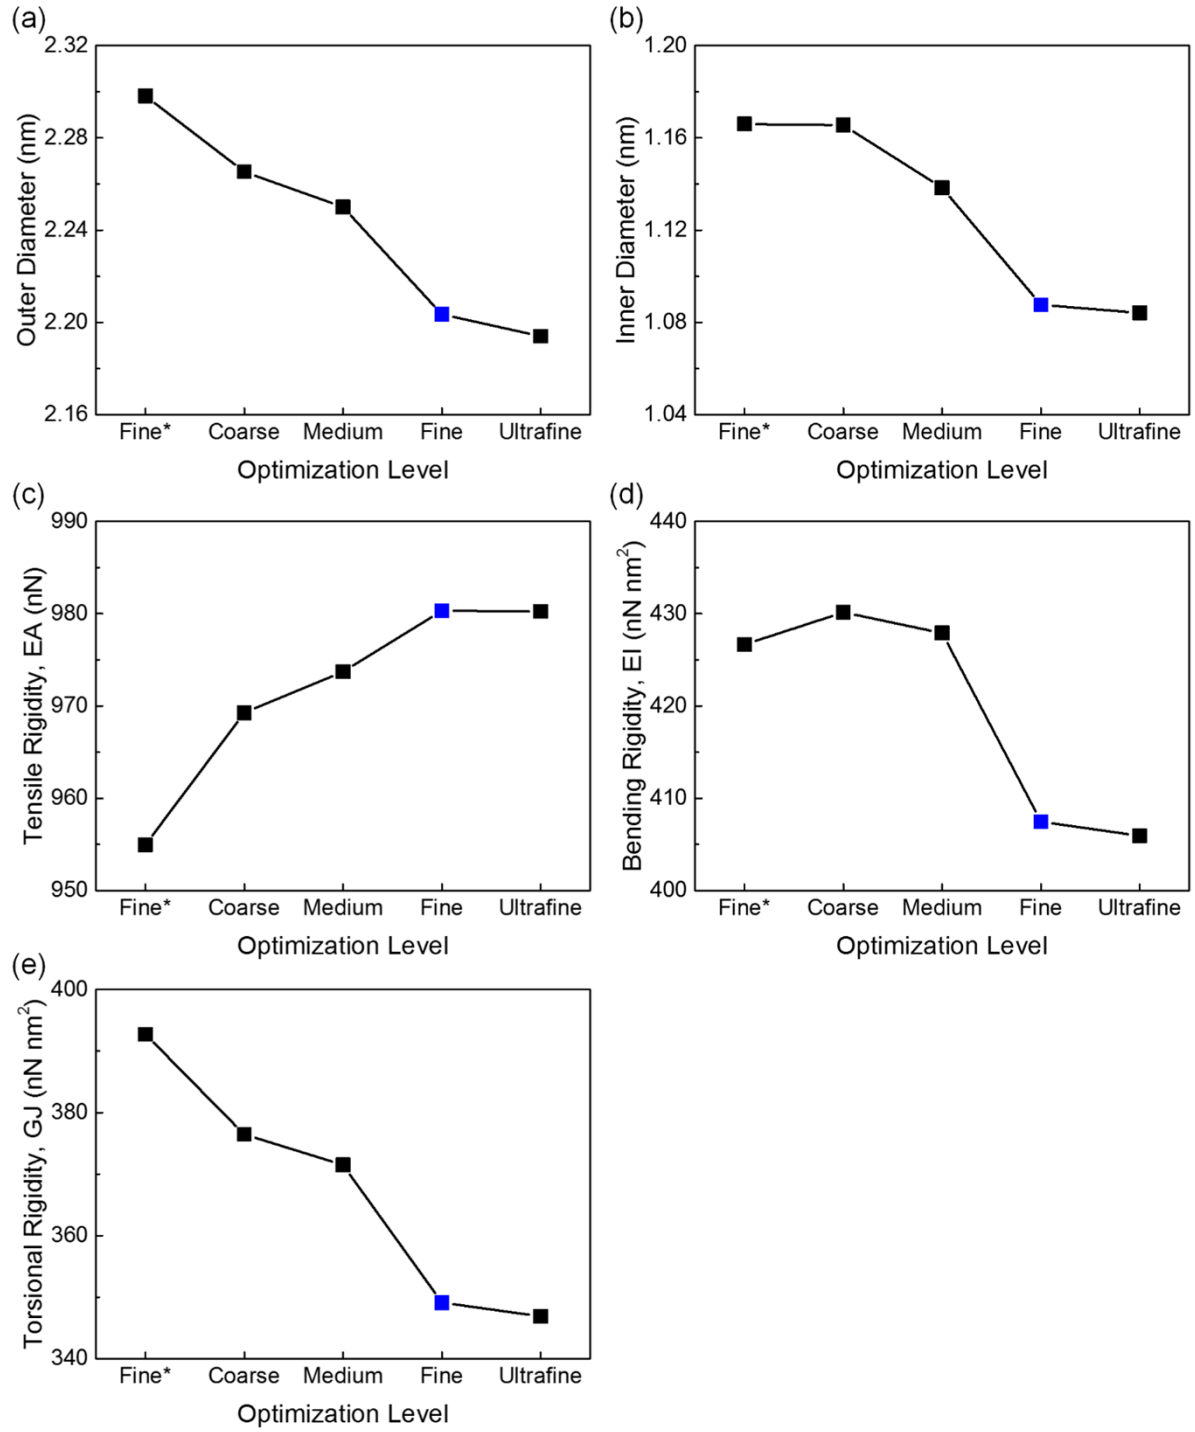 (a)
Outer Diameter (nm)
2.32
2.28
2.24
2.20
2.16
Fine* Coarse Medium Fine Ultrafine
Optimization Level
(b)
Inner Diameter (nm)
1.20
1.16
1.12
1.08
1.04
Fine* Coarse Medium Fine Ultrafine
Optimization Level
(c)
Tensile Rigidity, EA (nN)
990
980
970
960
950
Fine* Coarse Medium Fine Ultrafine
Optimization Level
(d)
Bending Rigidity, EI (nN nm²)
440
430
420
410
400
Fine* Coarse Medium Fine Ultrafine
Optimization Level
(e)
Torsional Rigidity, GJ (nN nm²)
400
380
360
340
Fine* Coarse Medium Fine Ultrafine
Optimization Level